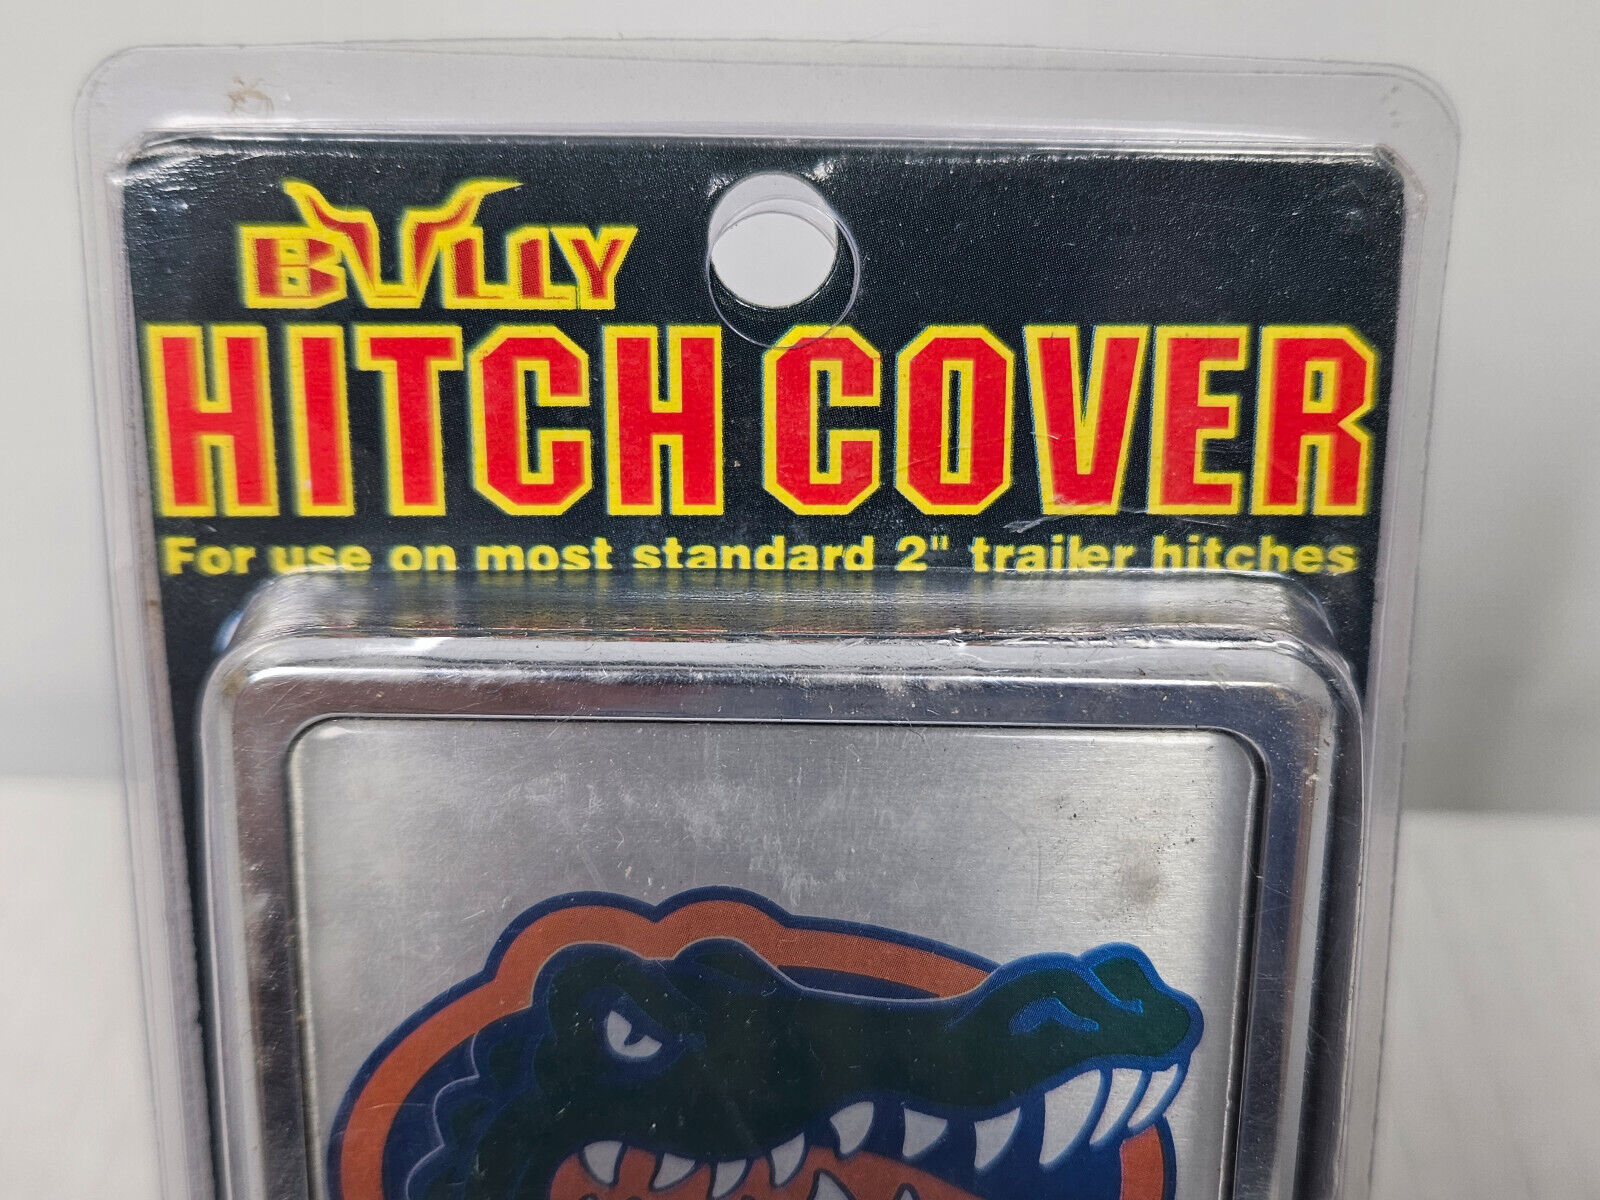 BULLY
HITCH COVER
For use on most standard 2" trailer hitches